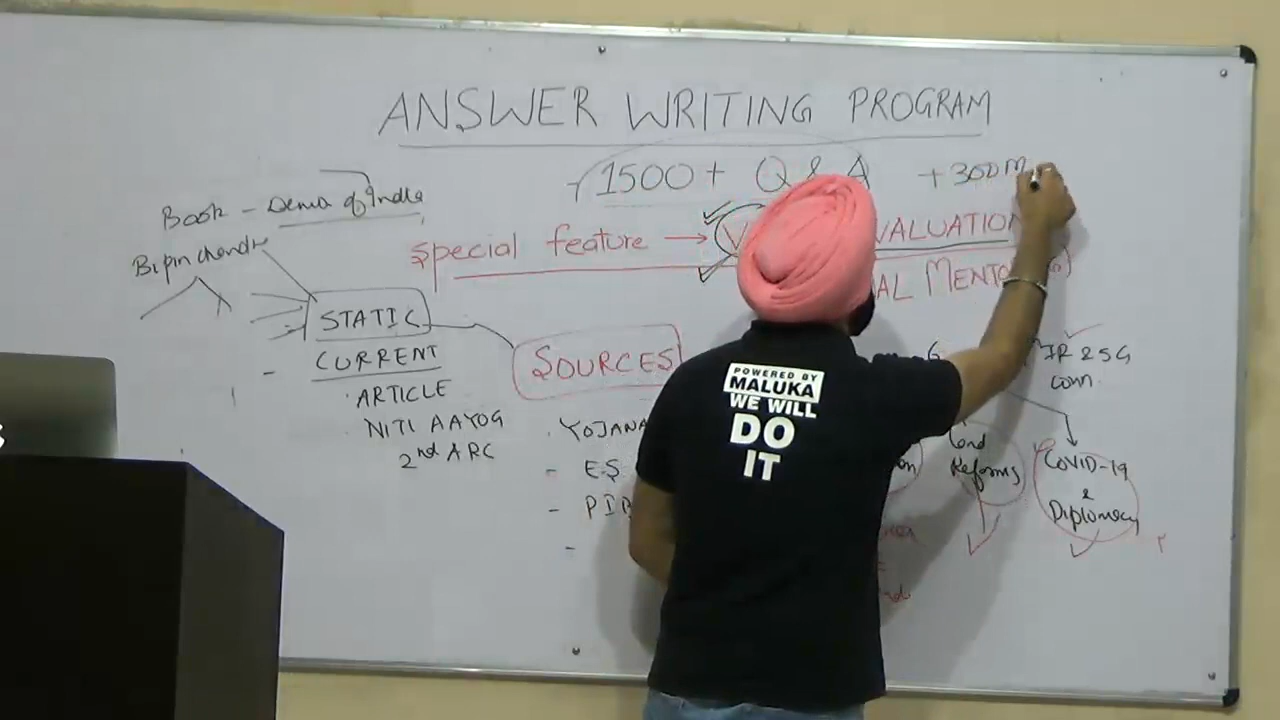 ANSWER WRITING PROGRAM
1500+ Q & A +300 M
Book - Dema of India
Bipin chandra
special feature → V VALUATION
AL MENTO
STATIC
CURRENT
ARTICLE
NITI AAYOG
2nd ARC
SOURCES
YOJANA
- ES
- PIB
IR 25G
Conn.
Land
Reforms
COVID-19
&
Diplomacy
POWERED BY
MALUKA
WE WILL
DO
IT